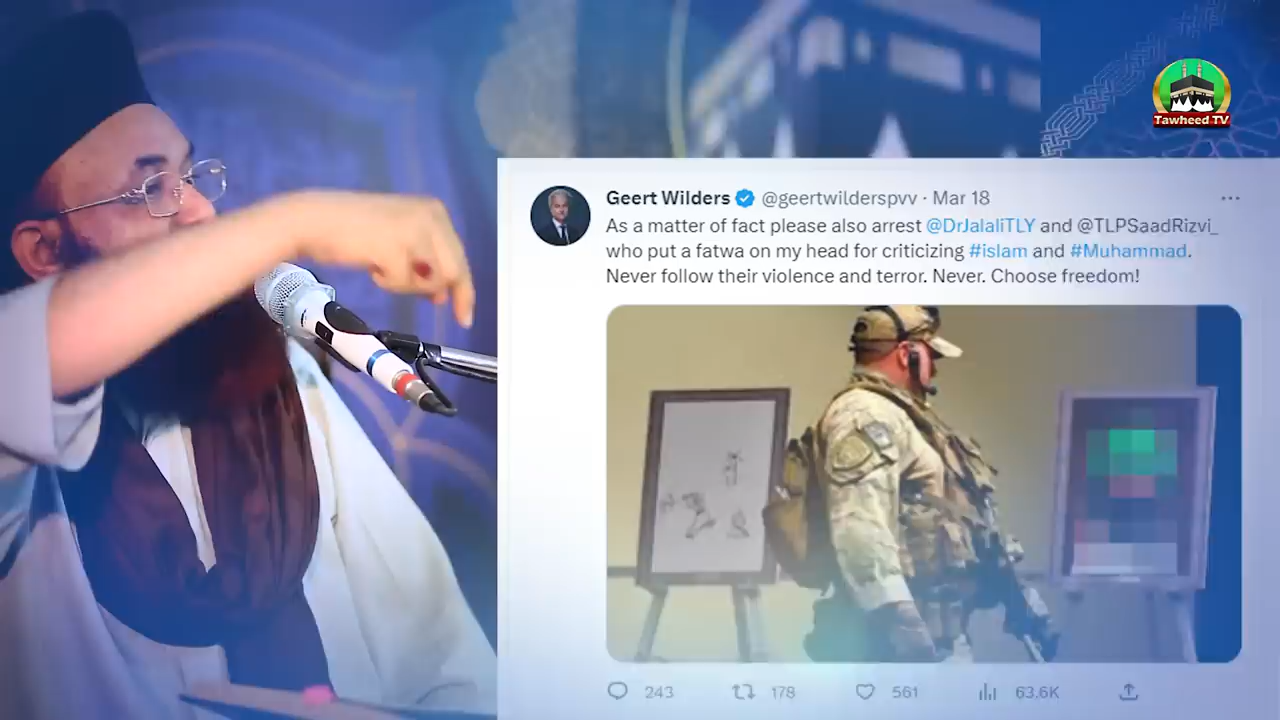 Tawheed TV
Geert Wilders @geertwilderspvv · Mar 18
As a matter of fact please also arrest @DrJalaliTLY and @TLPSaadRizvi_
who put a fatwa on my head for criticizing #islam and #Muhammad.
Never follow their violence and terror. Never. Choose freedom!
243 178 561 63.6K